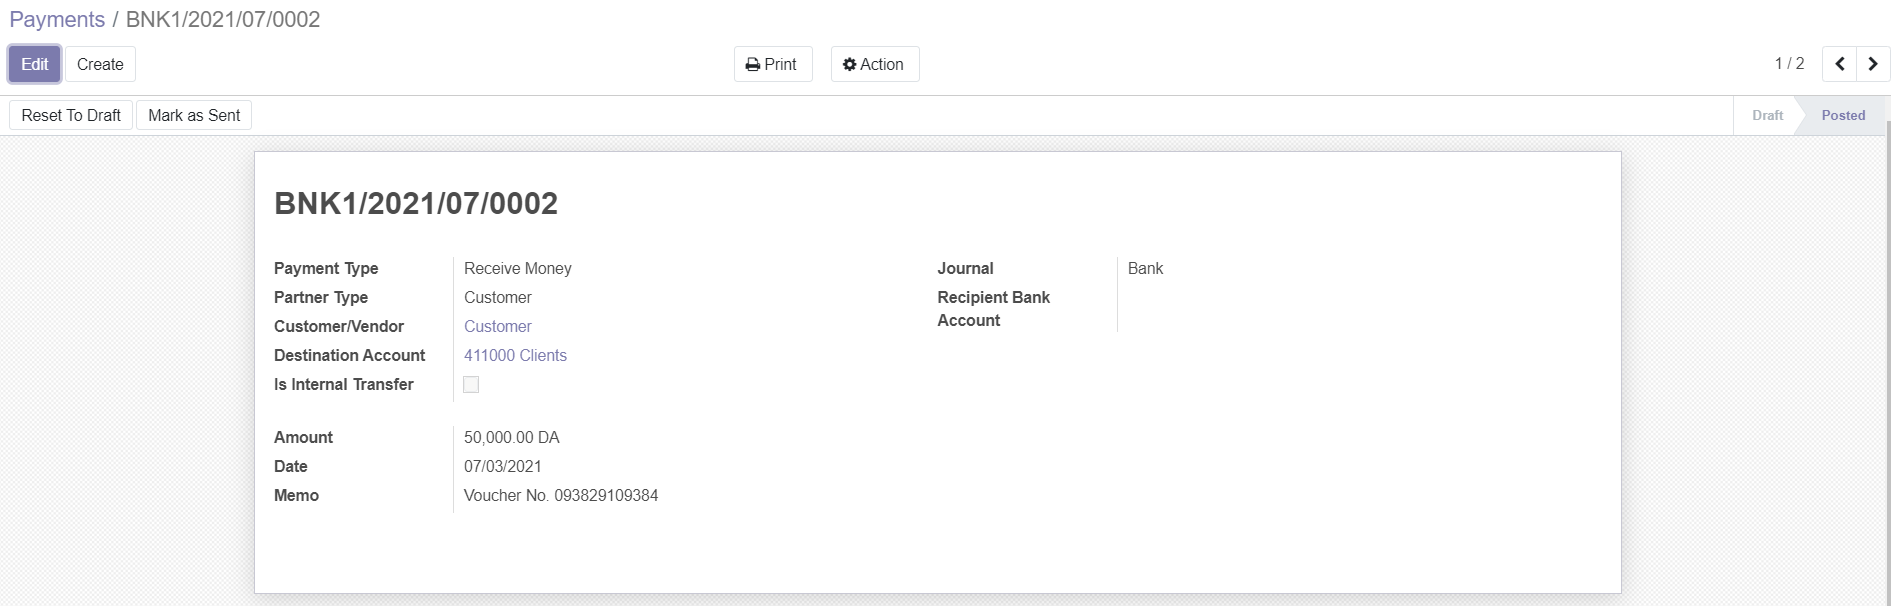 Payments / BNK1/2021/07/0002
Edit Create Print Action 1 / 2
Reset To Draft Mark as Sent Draft Posted
BNK1/2021/07/0002
Payment Type Receive Money
Partner Type Customer
Customer/Vendor Customer
Destination Account 411000 Clients
Is Internal Transfer
Journal Bank
Recipient Bank
Account
Amount 50,000.00 DA
Date 07/03/2021
Memo Voucher No. 093829109384